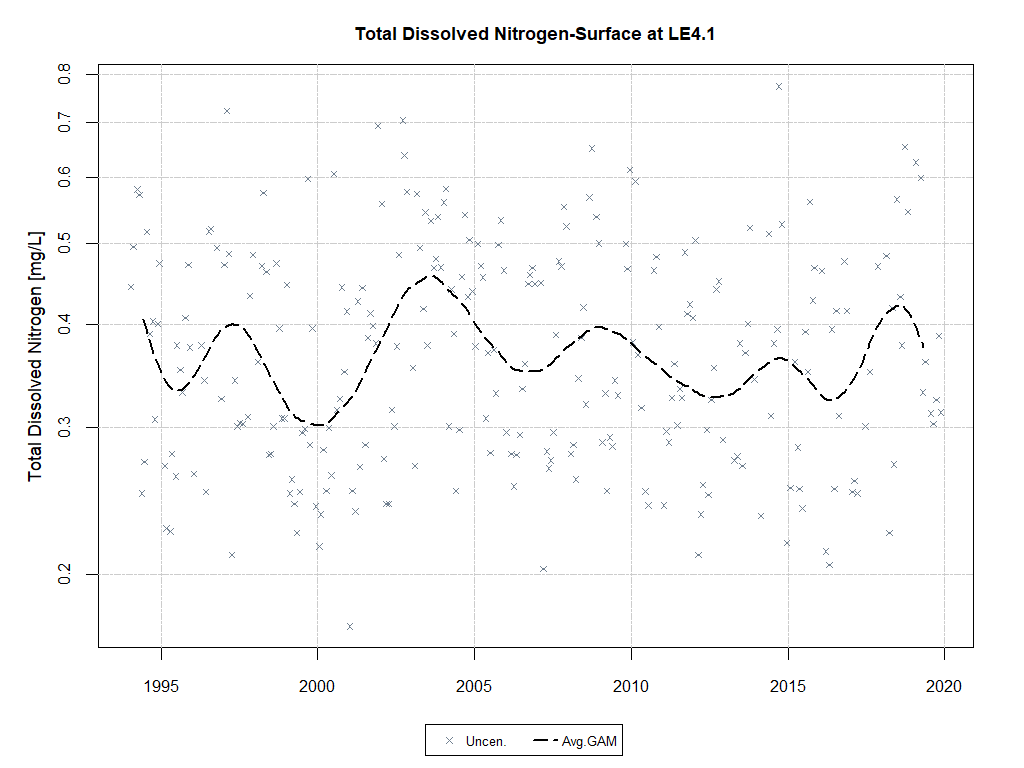 Total Dissolved Nitrogen-Surface at LE4.1
Total Dissolved Nitrogen [mg/L]
0.8
0.7
0.6
0.5
0.4
0.3
0.2
1995 2000 2005 2010 2015 2020
Uncen. Avg.GAM